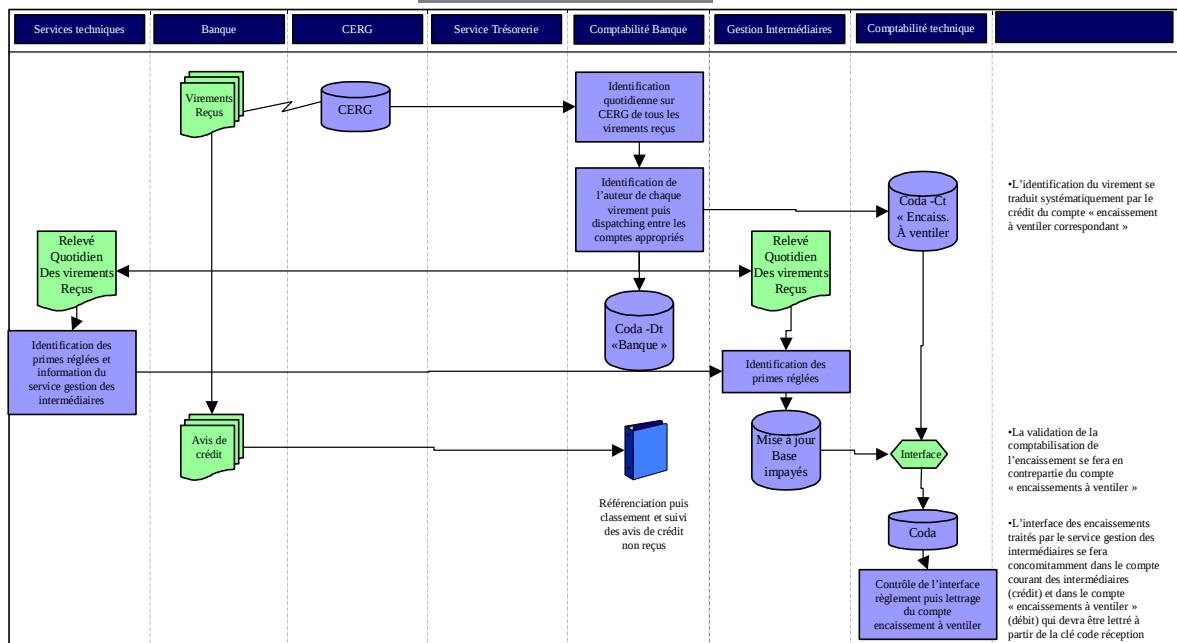 Services techniques
Banque
CERG
Service Trésorerie
Comptabilité Banque
Gestion Intermédiaires
Comptabilité technique
Virements
Reçus
CERG
Identification
quotidienne sur
CERG de tous les
virements reçus
Identification de
l'auteur de chaque
virement puis
dispatching entre les
comptes appropriés
Coda -Ct
« Encaiss.
À ventiler
•L'identification du virement se
traduit systématiquement par le
crédit du compte « encaissement
à ventiler correspondant »
Relevé
Quotidien
Des virements
Reçus
Relevé
Quotidien
Des virements
Reçus
Coda -Dt
«Banque »
Identification des
primes réglées et
information du
service gestion des
intermédiaires
Identification des
primes réglées
Avis de
crédit
Mise à jour
Base
impayés
Interface
•La validation de la
comptabilisation de
l'encaissement se fera en
contrepartie du compte
« encaissements à ventiler »
Référenciation puis
classement et suivi
des avis de crédit
non reçus
Coda
•L'interface des encaissements
traités par le service gestion des
intermédiaires se fera
concomitamment dans le compte
courant des intermédiaires
(crédit) et dans le compte
« encaissements à ventiler »
(débit) qui devra être lettré à
partir de la clé code réception
Contrôle de l'interface
règlement puis lettrage
du compte
encaissement à ventiler